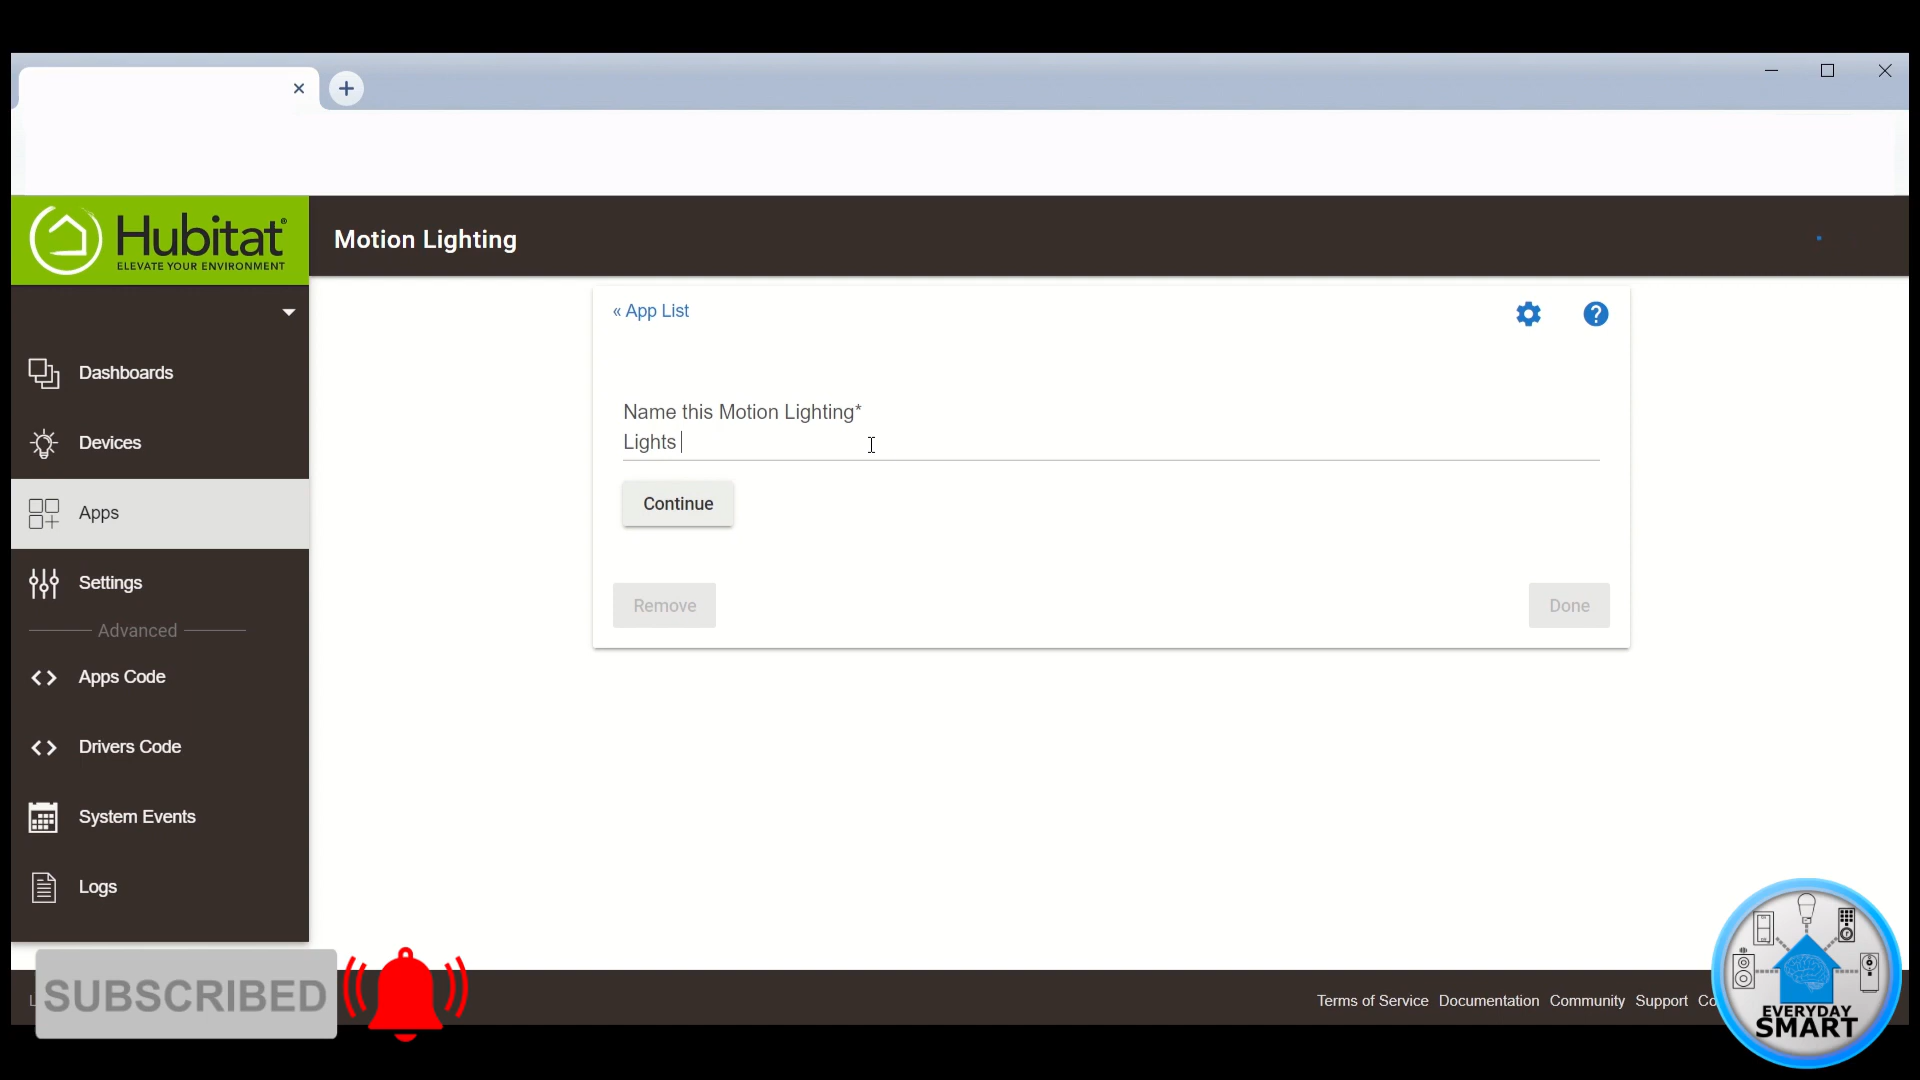 Hubitat®
ELEVATE YOUR ENVIRONMENT
Motion Lighting
« App List
?
Name this Motion Lighting*
Lights
Continue
Remove
Done
Dashboards
Devices
Apps
Settings
Advanced
Apps Code
Drivers Code
System Events
Logs
SUBSCRIBED
Terms of Service Documentation Community Support
EVERYDAY
SMART